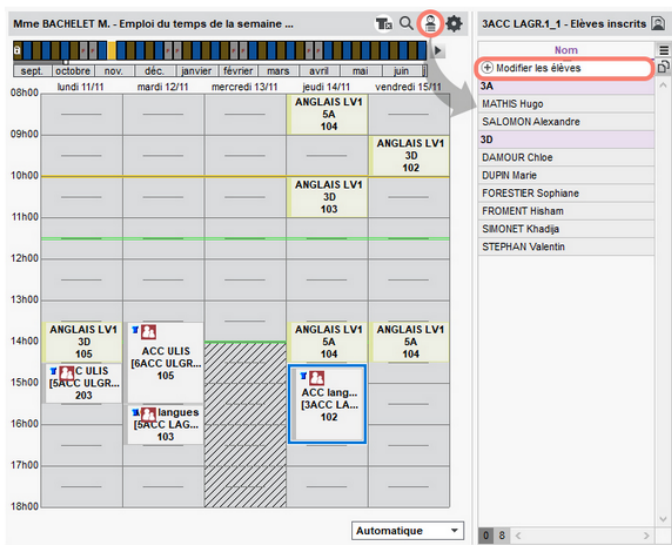 Mme BACHELET M. - Emploi du temps de la semaine ...
sept. octobre nov. déc. janvier février mars avril mai juin
lundi 11/11 mardi 12/11 mercredi 13/11 jeudi 14/11 vendredi 15/11
08h00
ANGLAIS LV1
5A
104
09h00
ANGLAIS LV1
3D
102
10h00
ANGLAIS LV1
3D
103
11h00
12h00
13h00
ANGLAIS LV1
3D
105
ACC ULIS
[6ACC ULGR...
105
ANGLAIS LV1
5A
104
ANGLAIS LV1
5A
104
14h00
C ULIS
[5ACC ULGR...
203
15h00
ACC lang...
[3ACC LA...
102
langues
[5ACC LAG...
103
16h00
17h00
18h00
Automatique
3ACC LAGR.1_1 - Elèves inscrits
Nom
Modifier les élèves
3A
MATHIS Hugo
SALOMON Alexandre
3D
DAMOUR Chloe
DUPIN Marie
FORESTIER Sophiane
FROMENT Hisham
SIMONET Khadija
STEPHAN Valentin
0 8